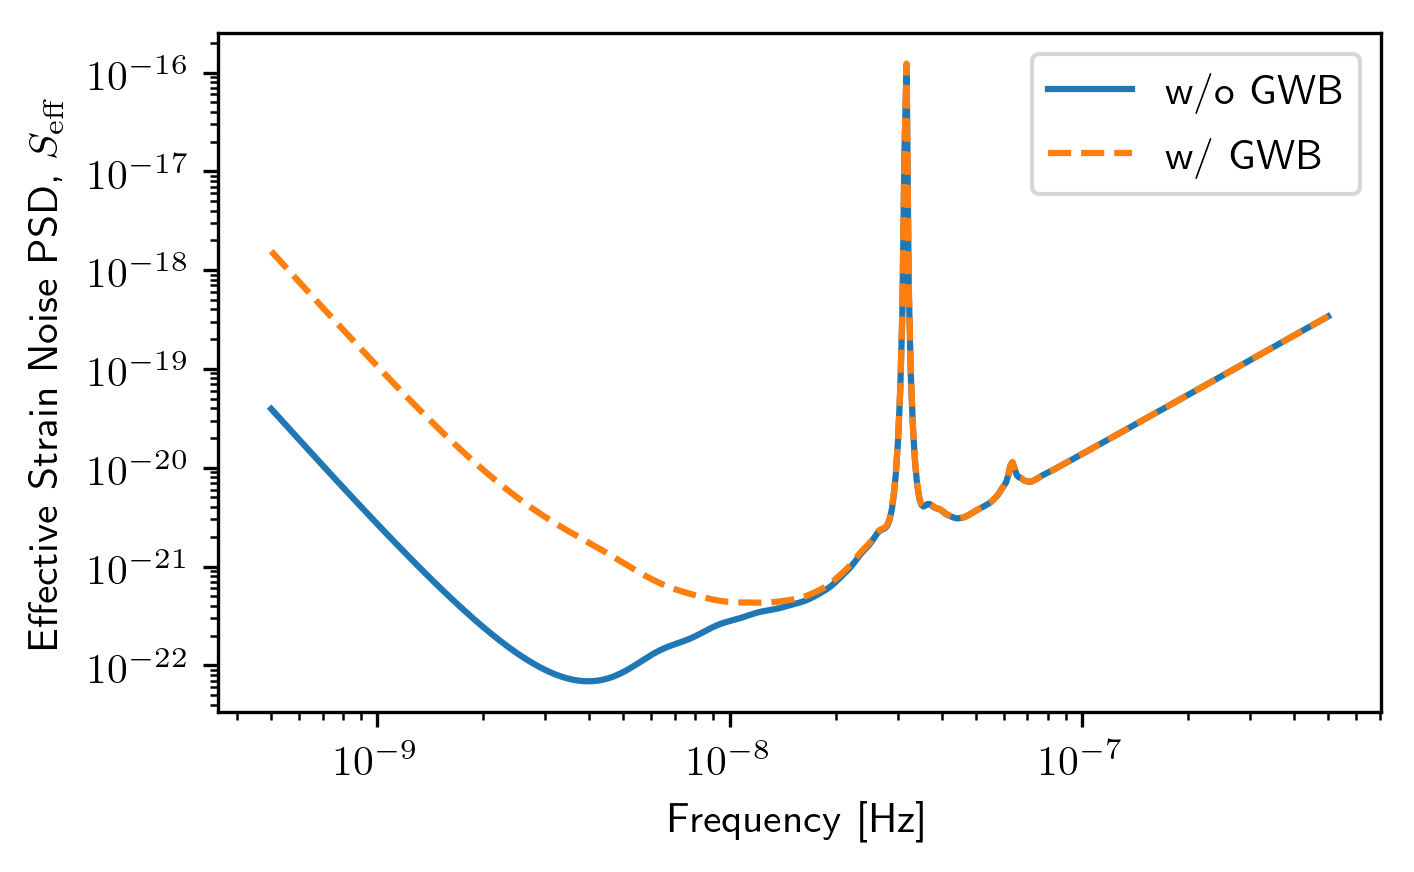 Effective Strain Noise PSD, S_eff
10^{-16}
10^{-17}
10^{-18}
10^{-19}
10^{-20}
10^{-21}
10^{-22}
w/o GWB
w/ GWB
10^{-9} 10^{-8} 10^{-7}
Frequency [Hz]